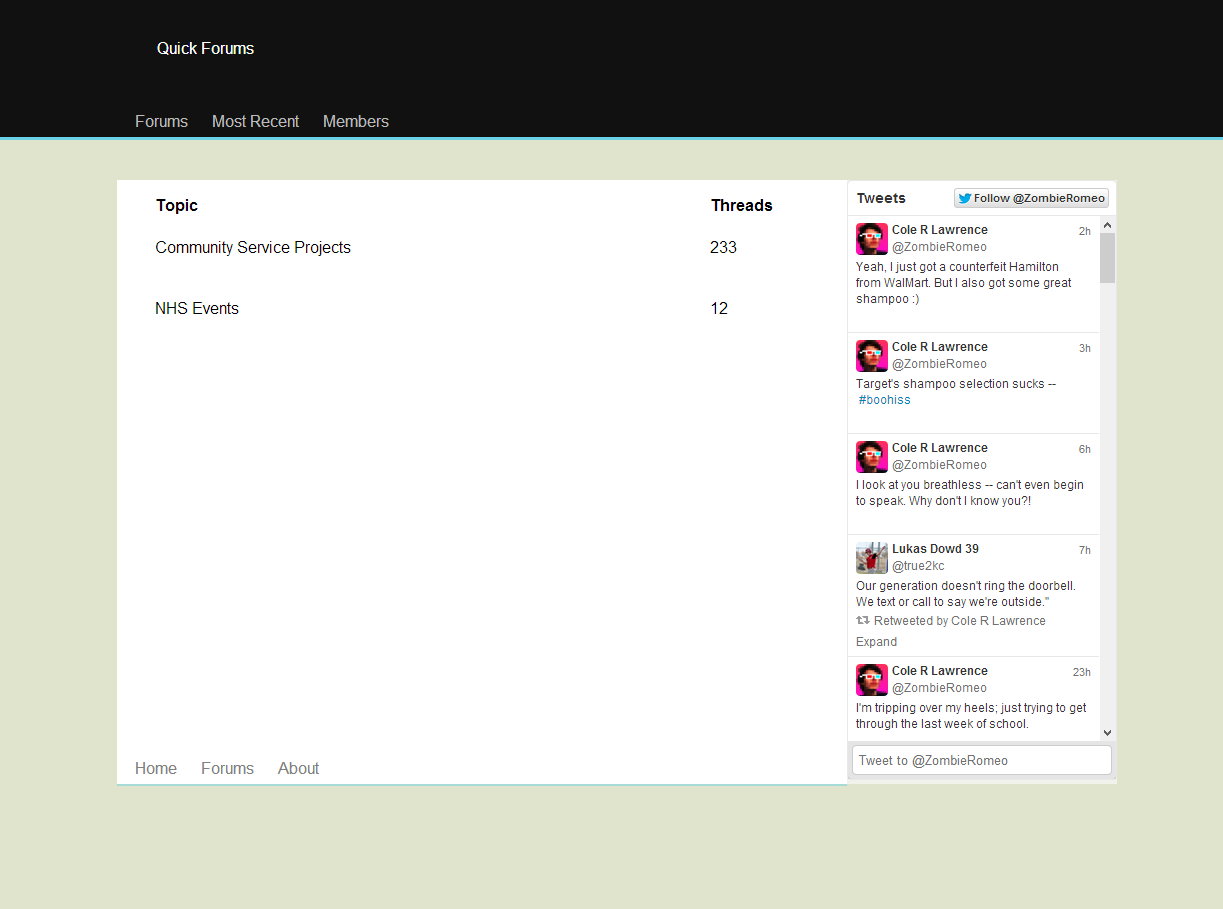 Quick Forums
Forums Most Recent Members
Topic Threads
Community Service Projects 233
NHS Events 12
Home Forums About
Tweets Follow @ZombieRomeo
Cole R Lawrence 2h
@ZombieRomeo
Yeah, I just got a counterfeit Hamilton
from WalMart. But I also got some great
shampoo :)
Cole R Lawrence 3h
@ZombieRomeo
Target's shampoo selection sucks --
#boohiss
Cole R Lawrence 6h
@ZombieRomeo
I look at you breathless -- can't even begin
to speak. Why don't I know you?!
Lukas Dowd 39 7h
@true2kc
Our generation doesn't ring the doorbell.
We text or call to say we're outside."
Retweeted by Cole R Lawrence
Expand
Cole R Lawrence 23h
@ZombieRomeo
I'm tripping over my heels; just trying to get
through the last week of school.
Tweet to @ZombieRomeo